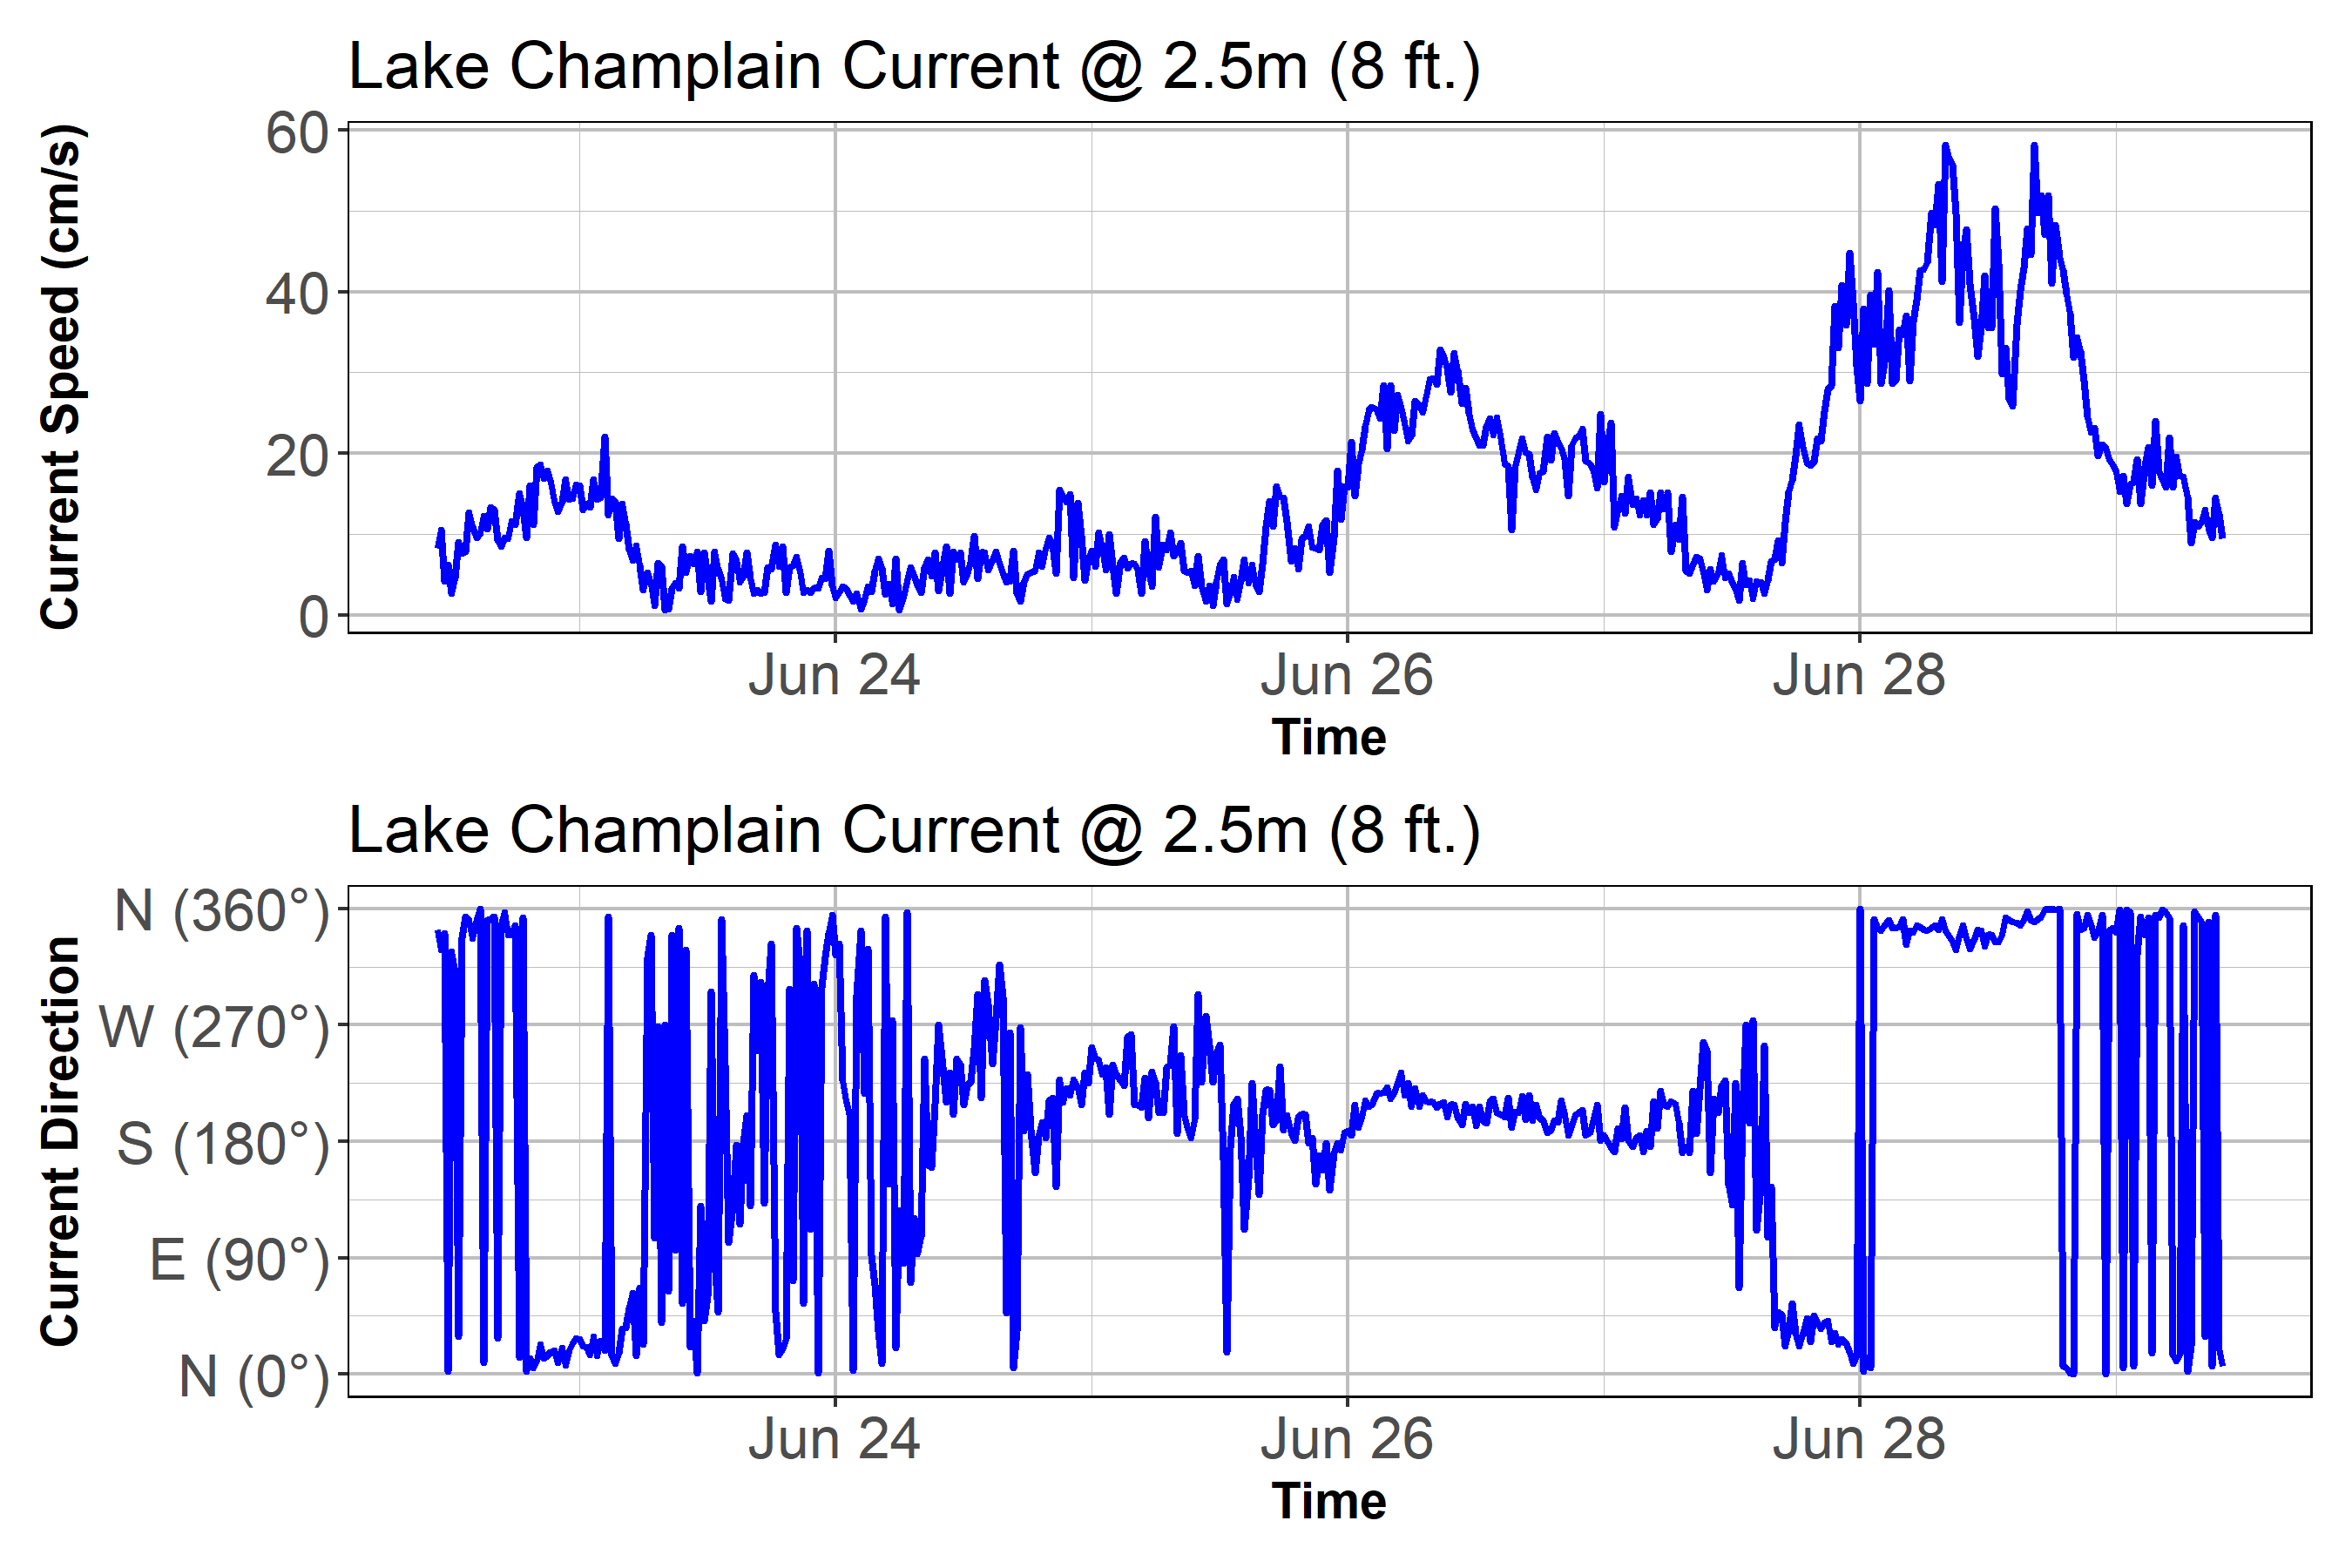 Lake Champlain Current @ 2.5m (8 ft.)
Current Speed (cm/s)
60
40
20
0
Jun 24
Jun 26
Jun 28
Time
Lake Champlain Current @ 2.5m (8 ft.)
Current Direction
N (360°)
W (270°)
S (180°)
E (90°)
N (0°)
Jun 24
Jun 26
Jun 28
Time